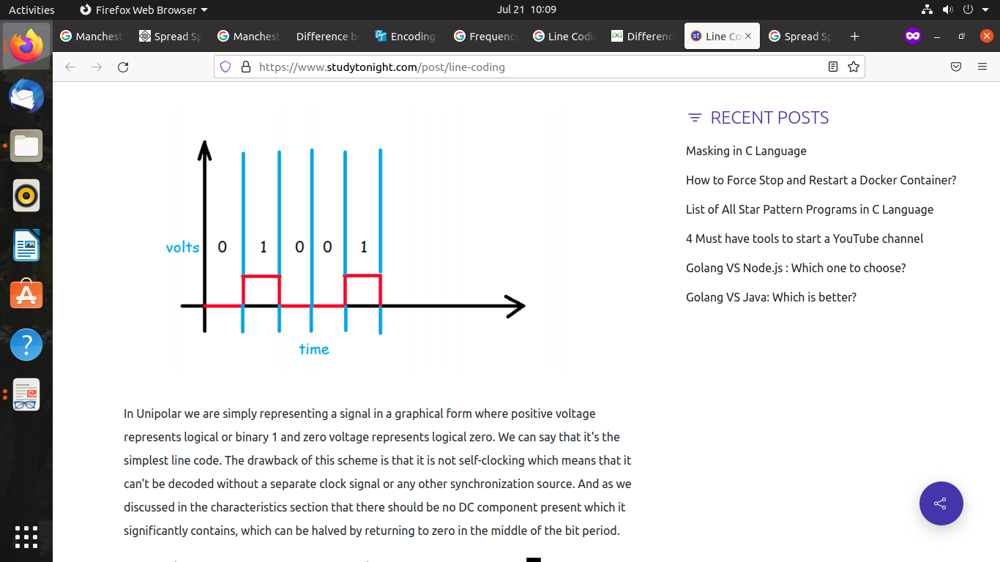 Activities
Firefox Web Browser
Jul 21 10:09
Manchest
Spread Sp
Manchest
Difference b
Encoding
Frequency
Line Codin
Differenc
st
Line Co
Spread Sp
https://www.studytonight.com/post/line-coding
volts
0 1 0 0 1
time
In Unipolar we are simply representing a signal in a graphical form where positive voltage
represents logical or binary 1 and zero voltage represents logical zero. We can say that it's the
simplest line code. The drawback of this scheme is that it is not self-clocking which means that it
can't be decoded without a separate clock signal or any other synchronization source. And as we
discussed in the characteristics section that there should be no DC component present which it
significantly contains, which can be halved by returning to zero in the middle of the bit period.
RECENT POSTS
Masking in C Language
How to Force Stop and Restart a Docker Container?
List of All Star Pattern Programs in C Language
4 Must have tools to start a YouTube channel
Golang VS Node.js : Which one to choose?
Golang VS Java: Which is better?